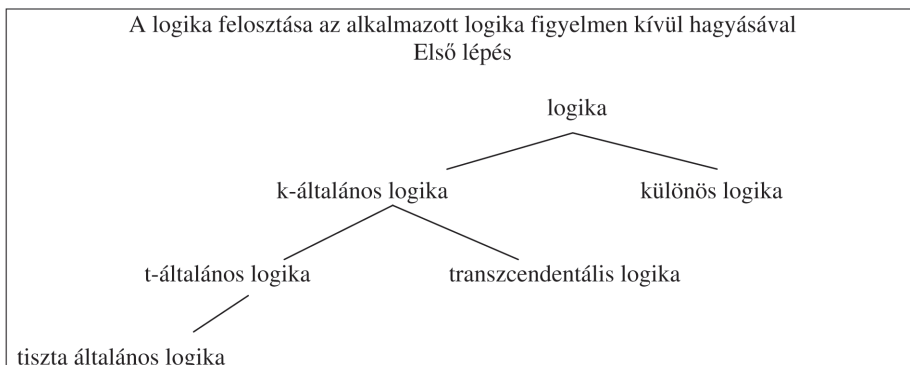 A logika felosztása az alkalmazott logika figyelmen kívül hagyásával
Első lépés
logika
k-általános logika különös logika
t-általános logika transzcendentális logika
tiszta általános logika